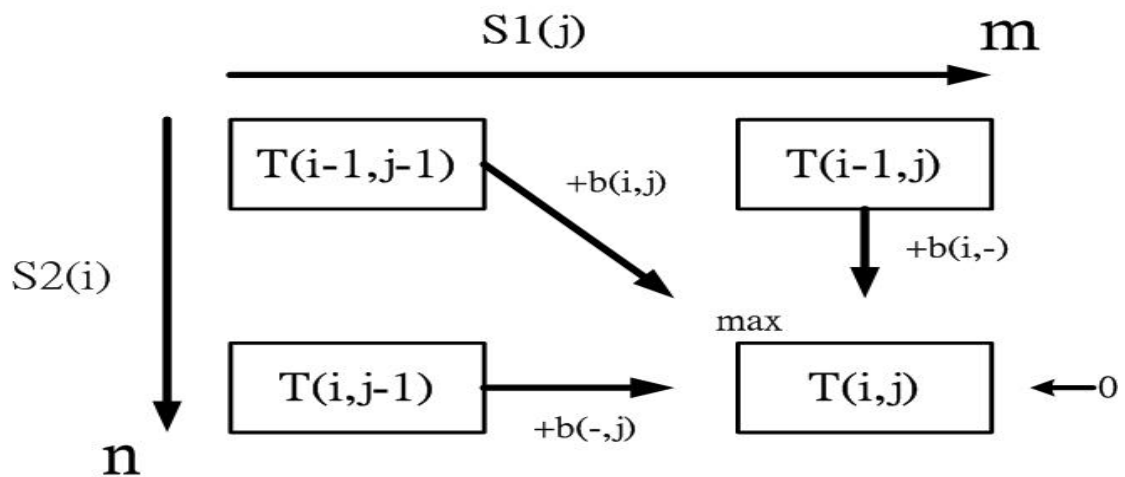 S1(j)
m
T(i-1,j-1)
+b(i,j)
T(i-1,j)
+b(i,-)
S2(i)
max
T(i,j-1)
+b(-,j)
T(i,j)
0
n